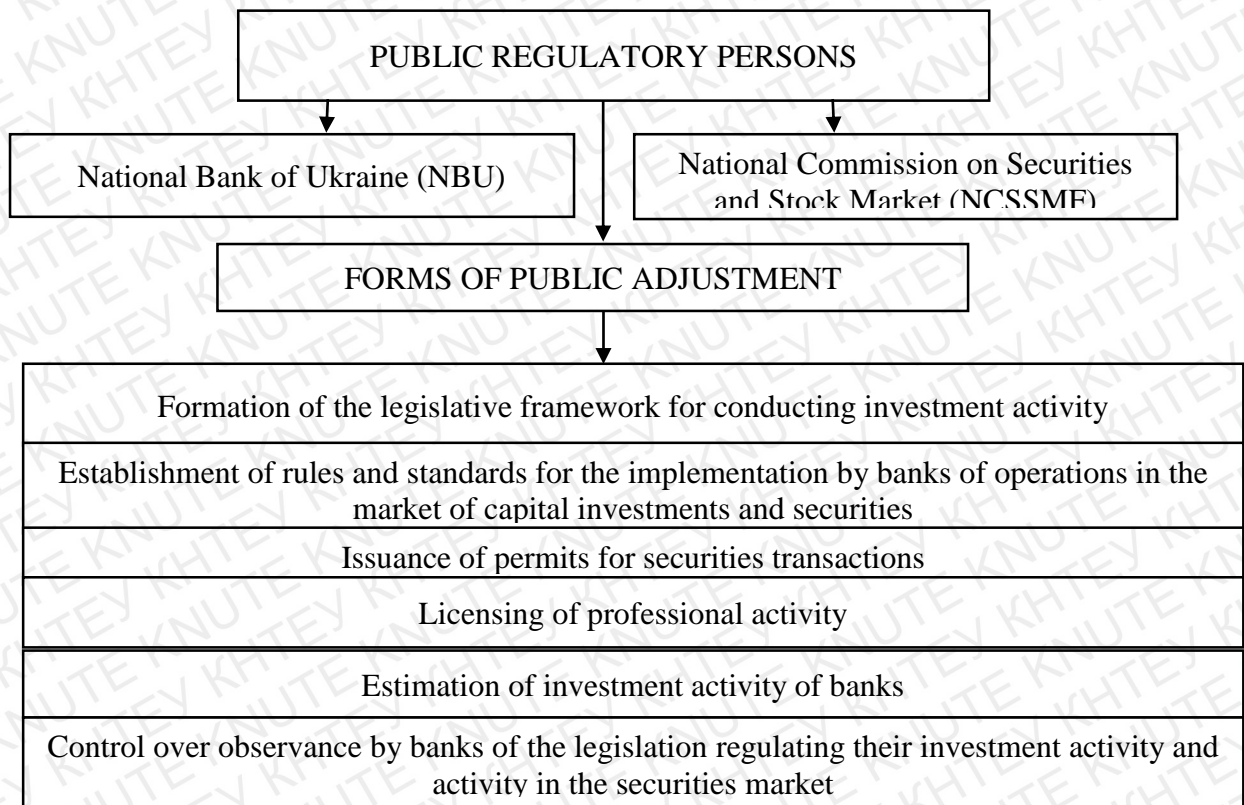 PUBLIC REGULATORY PERSONS
National Bank of Ukraine (NBU)
National Commission on Securities
and Stock Market (NCSSMF)
FORMS OF PUBLIC ADJUSTMENT
Formation of the legislative framework for conducting investment activity
Establishment of rules and standards for the implementation by banks of operations in the
market of capital investments and securities
Issuance of permits for securities transactions
Licensing of professional activity
Estimation of investment activity of banks
Control over observance by banks of the legislation regulating their investment activity and
activity in the securities market